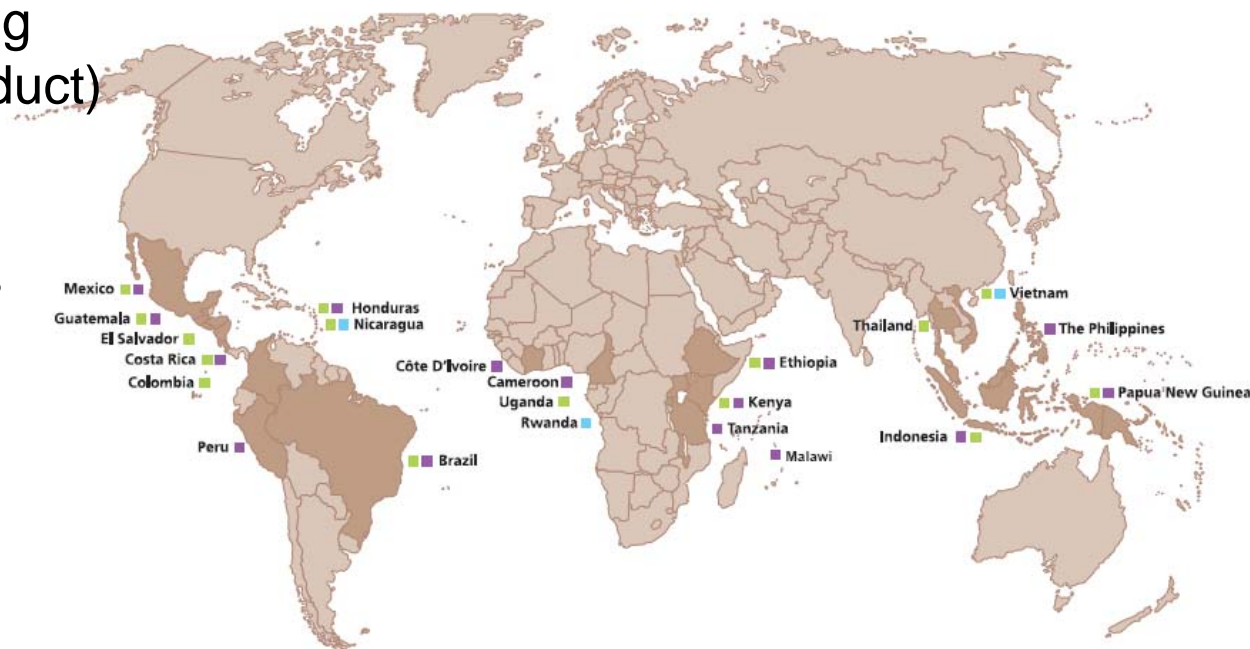 g
duct)
Mexico
Guatemala
El Salvador
Costa Rica
Colombia
Peru
Honduras
Nicaragua
Brazil
Côte D'Ivoire
Cameroon
Uganda
Rwanda
Ethiopia
Kenya
Tanzania
Malawi
Thailand
Vietnam
The Philippines
Papua New Guinea
Indonesia